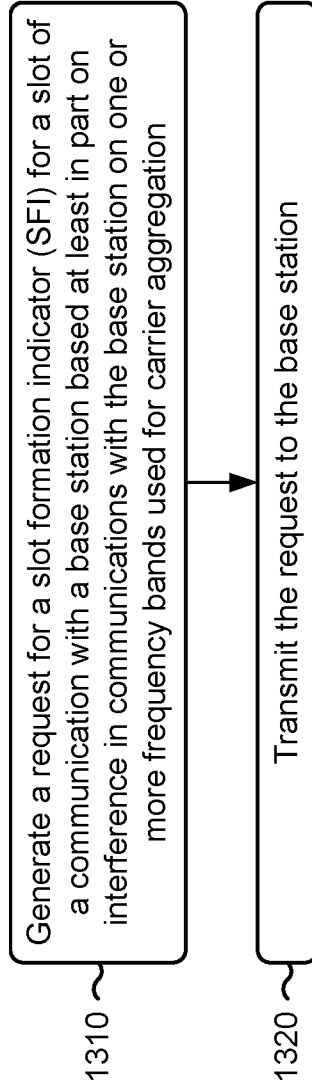 1310
Generate a request for a slot formation indicator (SFI) for a slot of
a communication with a base station based at least in part on
interference in communications with the base station on one or
more frequency bands used for carrier aggregation
1320
Transmit the request to the base station